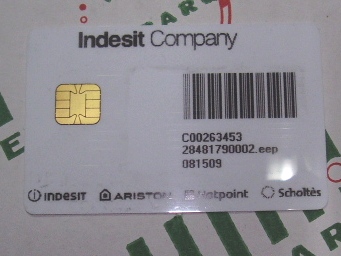 Indesit Company
C00263453
28481790002.eep
081509
INDESIT ARISTON Hotpoint Scholtès